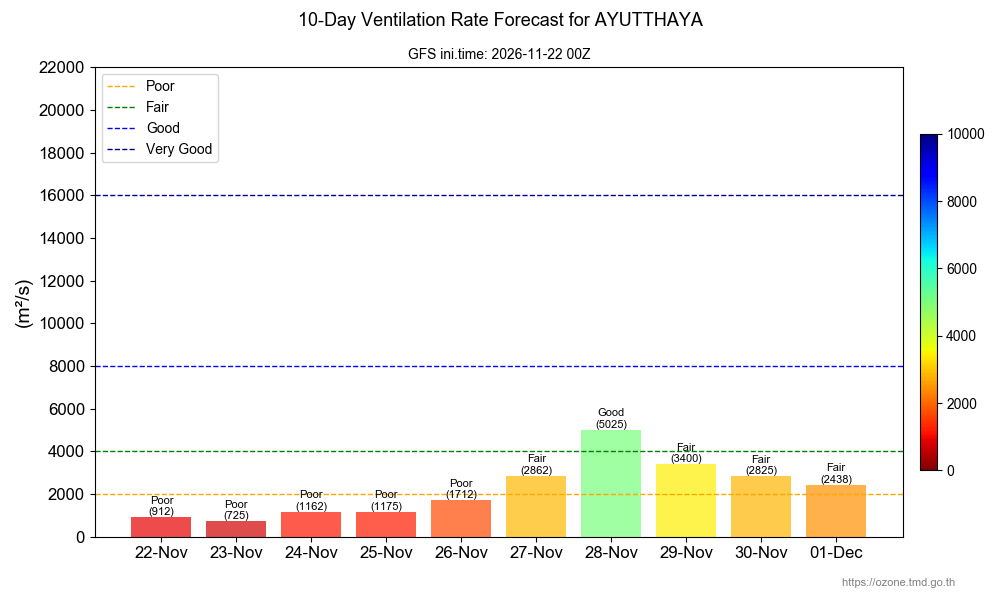 10-Day Ventilation Rate Forecast for AYUTTHAYA
GFS ini.time: 2026-11-22 00Z
(m²/s)
22000
20000
18000
16000
14000
12000
10000
8000
6000
4000
2000
0
Poor
Fair
Good
Very Good
Poor
(912)
Poor
(725)
Poor
(1162)
Poor
(1175)
Poor
(1712)
Fair
(2862)
Good
(5025)
Fair
(3400)
Fair
(2825)
Fair
(2438)
22-Nov
23-Nov
24-Nov
25-Nov
26-Nov
27-Nov
28-Nov
29-Nov
30-Nov
01-Dec
10000
8000
6000
4000
2000
0
https://ozone.tmd.go.th